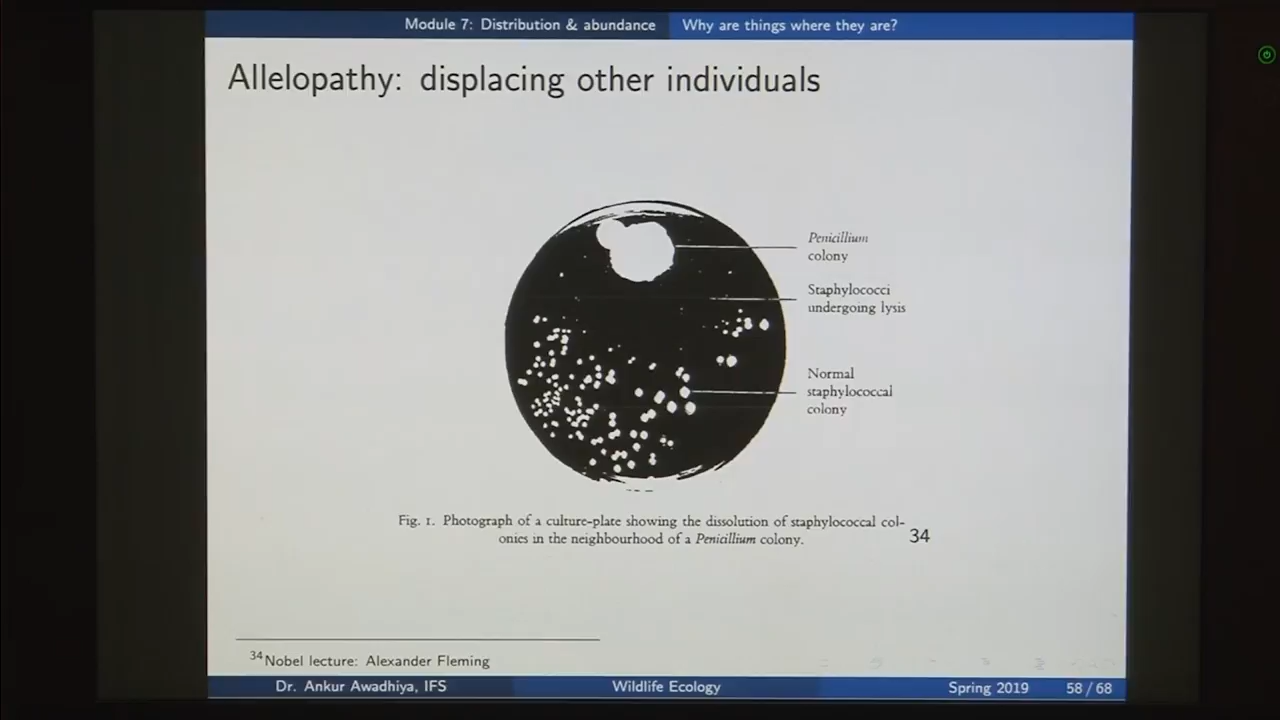 Module 7: Distribution & abundance Why are things where they are?
Allelopathy: displacing other individuals
Penicillium
colony
Staphylococci
undergoing lysis
Normal
staphylococcal
colony
Fig. 1. Photograph of a culture-plate showing the dissolution of staphylococcal col-
onies in the neighbourhood of a Penicillium colony.
34
34 Nobel lecture: Alexander Fleming
Dr. Ankur Awadhiya, IFS Wildlife Ecology Spring 2019 58 / 68